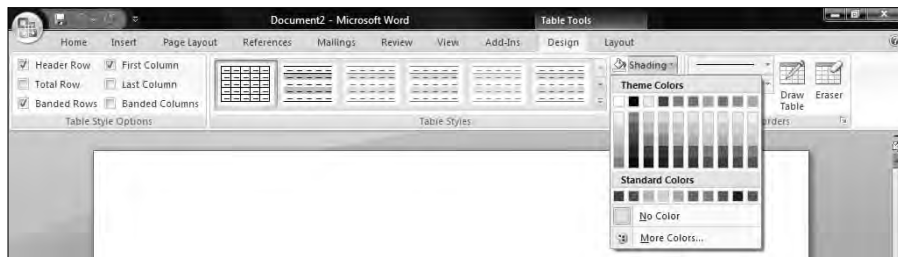 Document2 - Microsoft Word Table Tools
Home Insert Page Layout References Mailings Review View Add-Ins Design Layout
Header Row First Column Shading
Total Row Last Column
Banded Rows Banded Columns
Draw Table Eraser
Table Style Options Table Styles
Theme Colors
Standard Colors
No Color
More Colors...